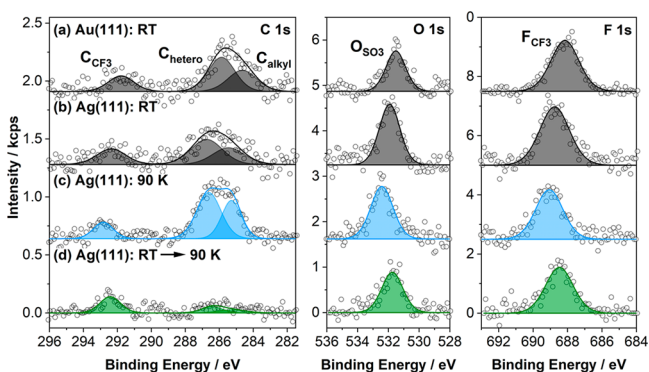 (a) Au(111): RT
C 1s
C_CF3
C_hetero
C_alkyl
(b) Ag(111): RT
(c) Ag(111): 90 K
(d) Ag(111): RT → 90 K
2.5
2.0
1.5
1.0
0.5
0.0
Intensity / kcps
296 294 292 290 288 286 284 282
Binding Energy / eV
O 1s
O_SO3
6
5
4
3
2
1
0
536 534 532 530 528
Binding Energy / eV
F 1s
F_CF3
8
6
4
2
0
692 690 688 686 684
Binding Energy / eV